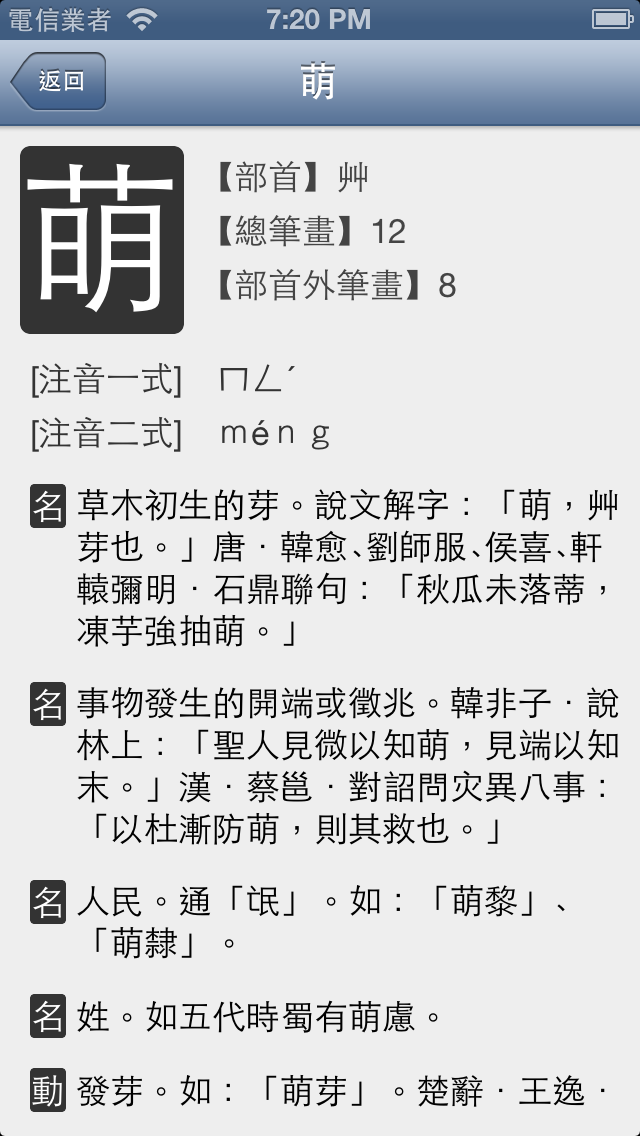 電信業者 7:20 PM
返回 萌
萌
【部首】艸
【總筆畫】12
【部首外筆畫】8
[注音一式] ㄇㄥˊ
[注音二式] méng
名 草木初生的芽。說文解字：「萌，艸
芽也。」唐．韓愈､劉師服､侯喜､軒
轅彌明．石鼎聯句：「秋瓜未落蒂，
凍芋強抽萌。」
名 事物發生的開端或徵兆。韓非子．說
林上：「聖人見微以知萌，見端以知
末。」漢．蔡邕．對詔問灾異八事：
「以杜漸防萌，則其救也。」
名 人民。通「氓」。如：「萌黎」、
「萌隸」。
名 姓。如五代時蜀有萌慮。
動 發芽。如：「萌芽」。楚辭．王逸．